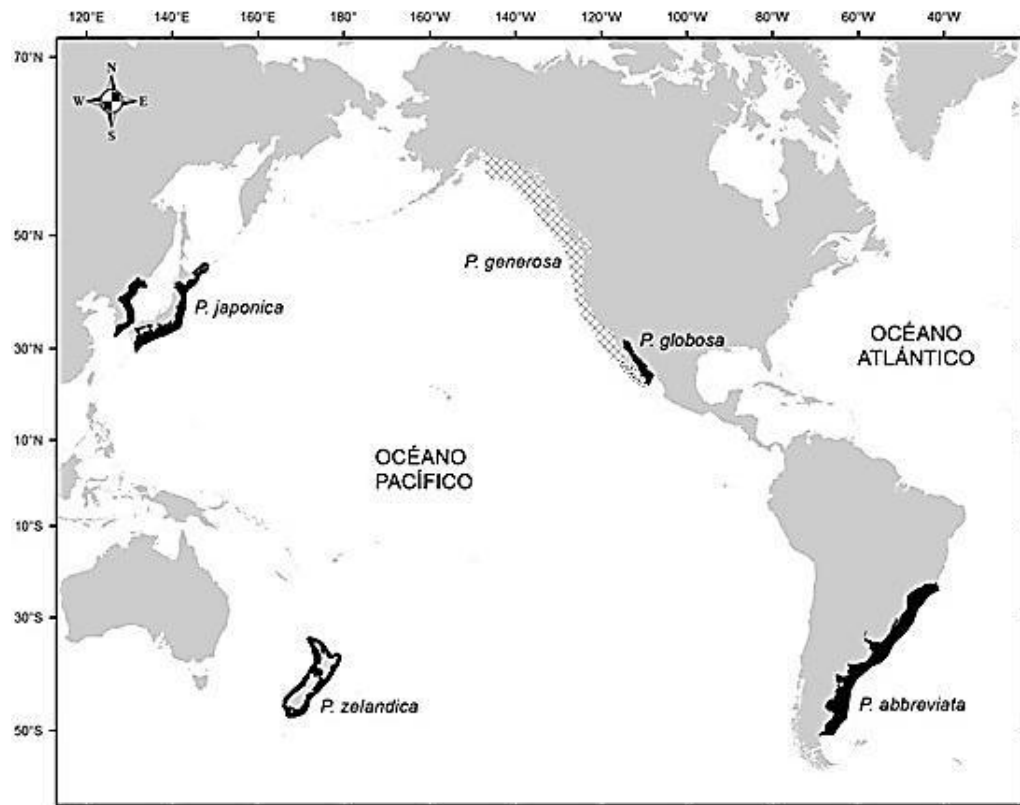 120°E 140°E 160°E 180° 160°W 140°W 120°W 100°W 80°W 60°W 40°W
70°N
N
W E
S
50°N
P. generosa
P. japonica
P. globosa
OCÉANO
ATLÁNTICO
30°N
10°N
OCÉANO
PACÍFICO
10°S
30°S
P. zelandica
P. abbreviata
50°S